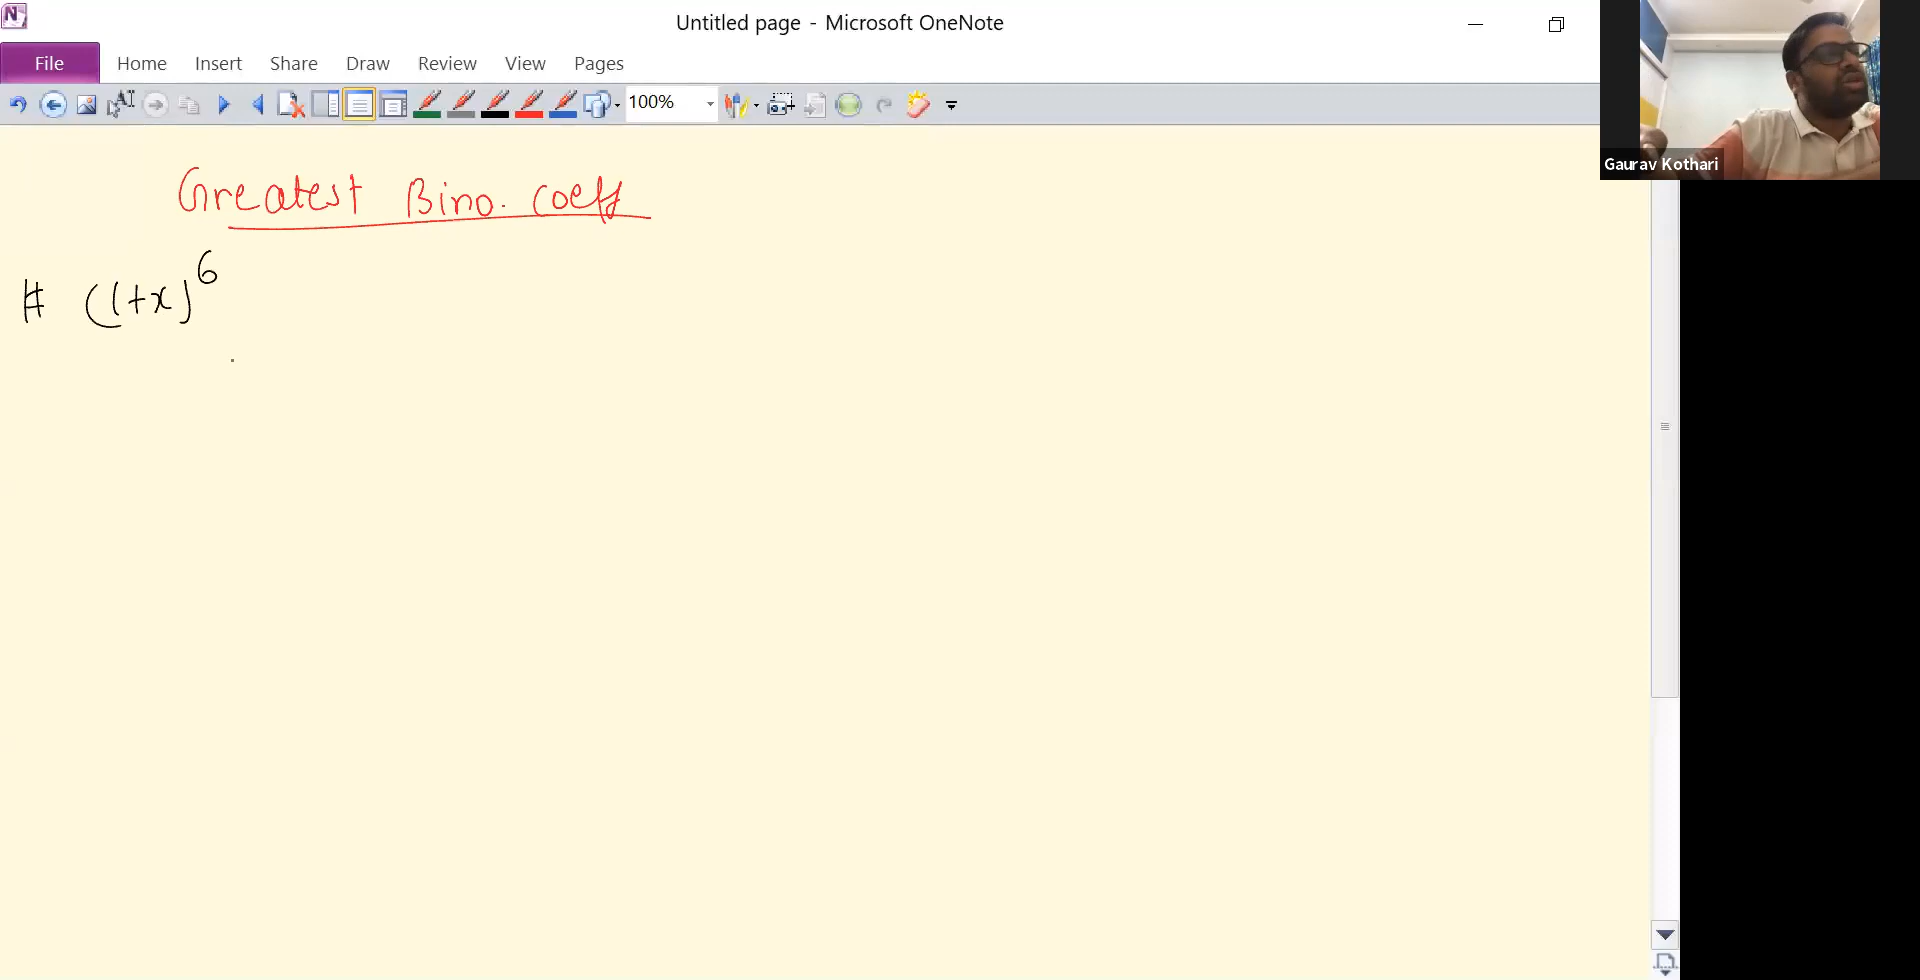 Untitled page - Microsoft OneNote
File Home Insert Share Draw Review View Pages
100%
Gaurav Kothari
Greatest Bino. coeff
# (1+x)⁶